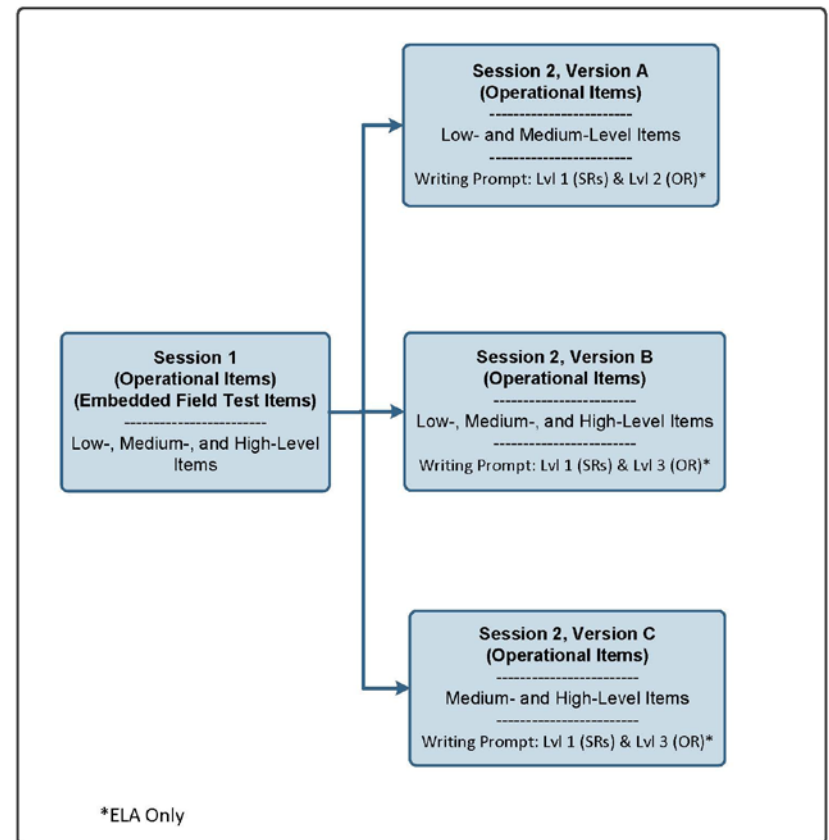 Session 2, Version A
(Operational Items)
-------------------------
Low- and Medium-Level Items
-------------------------
Writing Prompt: Lvl 1 (SRs) & Lvl 2 (OR)*
Session 1
(Operational Items)
(Embedded Field Test Items)
-------------------------
Low-, Medium-, and High-Level
Items
Session 2, Version B
(Operational Items)
-------------------------
Low-, Medium-, and High-Level Items
-------------------------
Writing Prompt: Lvl 1 (SRs) & Lvl 3 (OR)*
Session 2, Version C
(Operational Items)
-------------------------
Medium- and High-Level Items
-------------------------
Writing Prompt: Lvl 1 (SRs) & Lvl 3 (OR)*
*ELA Only